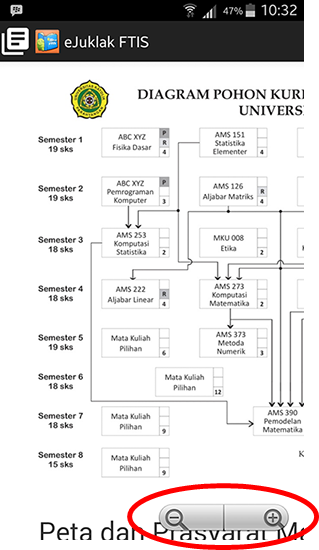 47% 10:32
eJuklak FTIS
DIAGRAM POHON KURI
UNIVERSI
Semester 1
19 sks
ABC XYZ
Fisika Dasar
P
R
4
AMS 151
Statistika
Elementer
4
Semester 2
19 sks
ABC XYZ
Pemrograman
Komputer
P
3
AMS 126
Aljabar Matriks
R
4
Semester 3
18 sks
AMS 253
Komputasi
Statistika
2
MKU 008
Etika
2
Semester 4
18 sks
AMS 222
Aljabar Linear
R
4
AMS 273
Komputasi
Matematika
2
Semester 5
19 sks
Mata Kuliah
Pilihan
6
AMS 373
Metoda
Numerik
3
Semester 6
18 sks
Mata Kuliah
Pilihan
12
Semester 7
18 sks
Mata Kuliah
Pilihan
9
AMS 390
Pemodelan
Matematika
Semester 8
15 sks
Mata Kuliah
Pilihan
9
K
Peta dan Prasyarat M